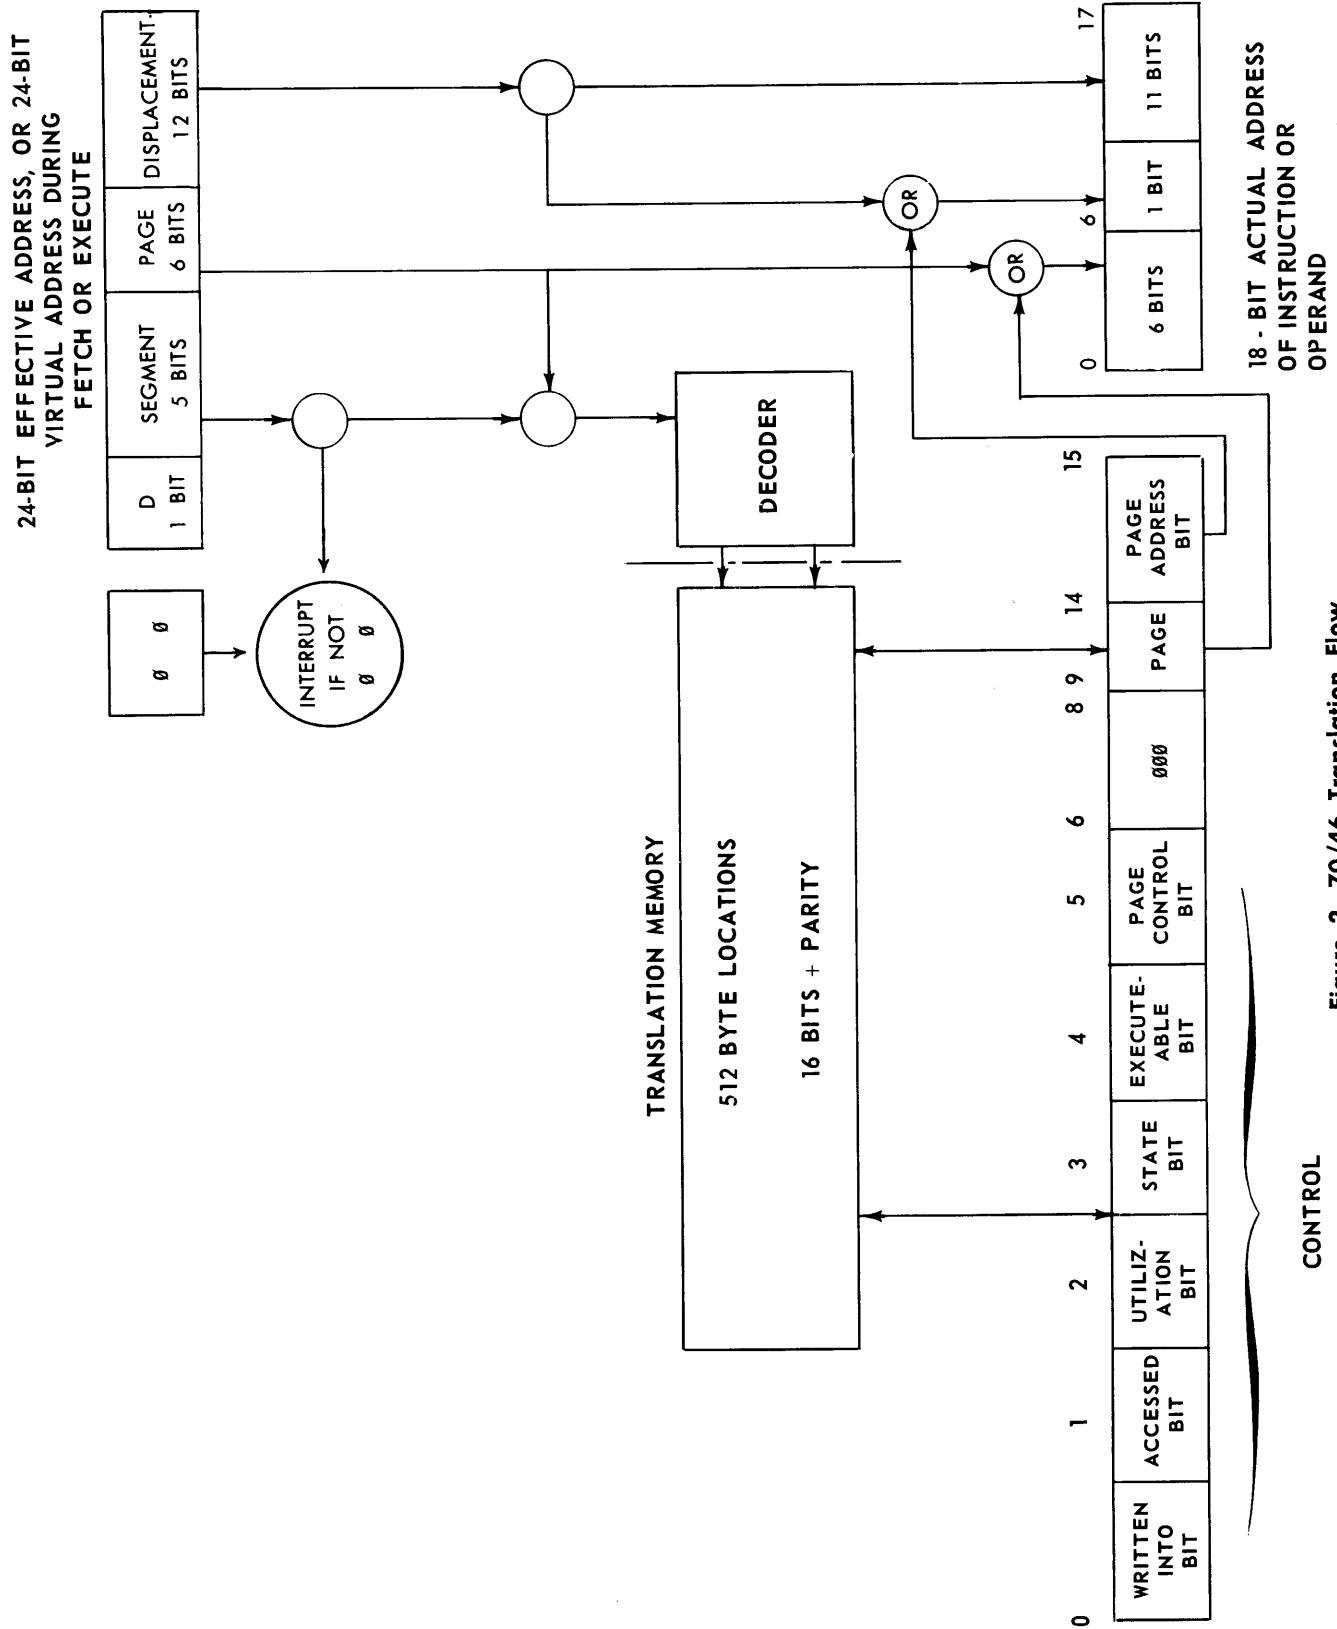 24-BIT EFFECTIVE ADDRESS, OR 24-BIT
VIRTUAL ADDRESS DURING
FETCH OR EXECUTE
Ø Ø
D
1 BIT
SEGMENT
5 BITS
PAGE
6 BITS
DISPLACEMENT
12 BITS
INTERRUPT
IF NOT
Ø Ø
TRANSLATION MEMORY
512 BYTE LOCATIONS
16 BITS + PARITY
DECODER
OR
OR
0
1
2
3
4
5
6
8
9
14
15
WRITTEN
INTO
BIT
ACCESSED
BIT
UTILIZ-
ATION
BIT
STATE
BIT
EXECUTE-
ABLE
BIT
PAGE
CONTROL
BIT
ØØØ
PAGE
PAGE
ADDRESS
BIT
0
6
17
6 BITS
1 BIT
11 BITS
CONTROL
18 - BIT ACTUAL ADDRESS
OF INSTRUCTION OR
OPERAND
Translation Flow